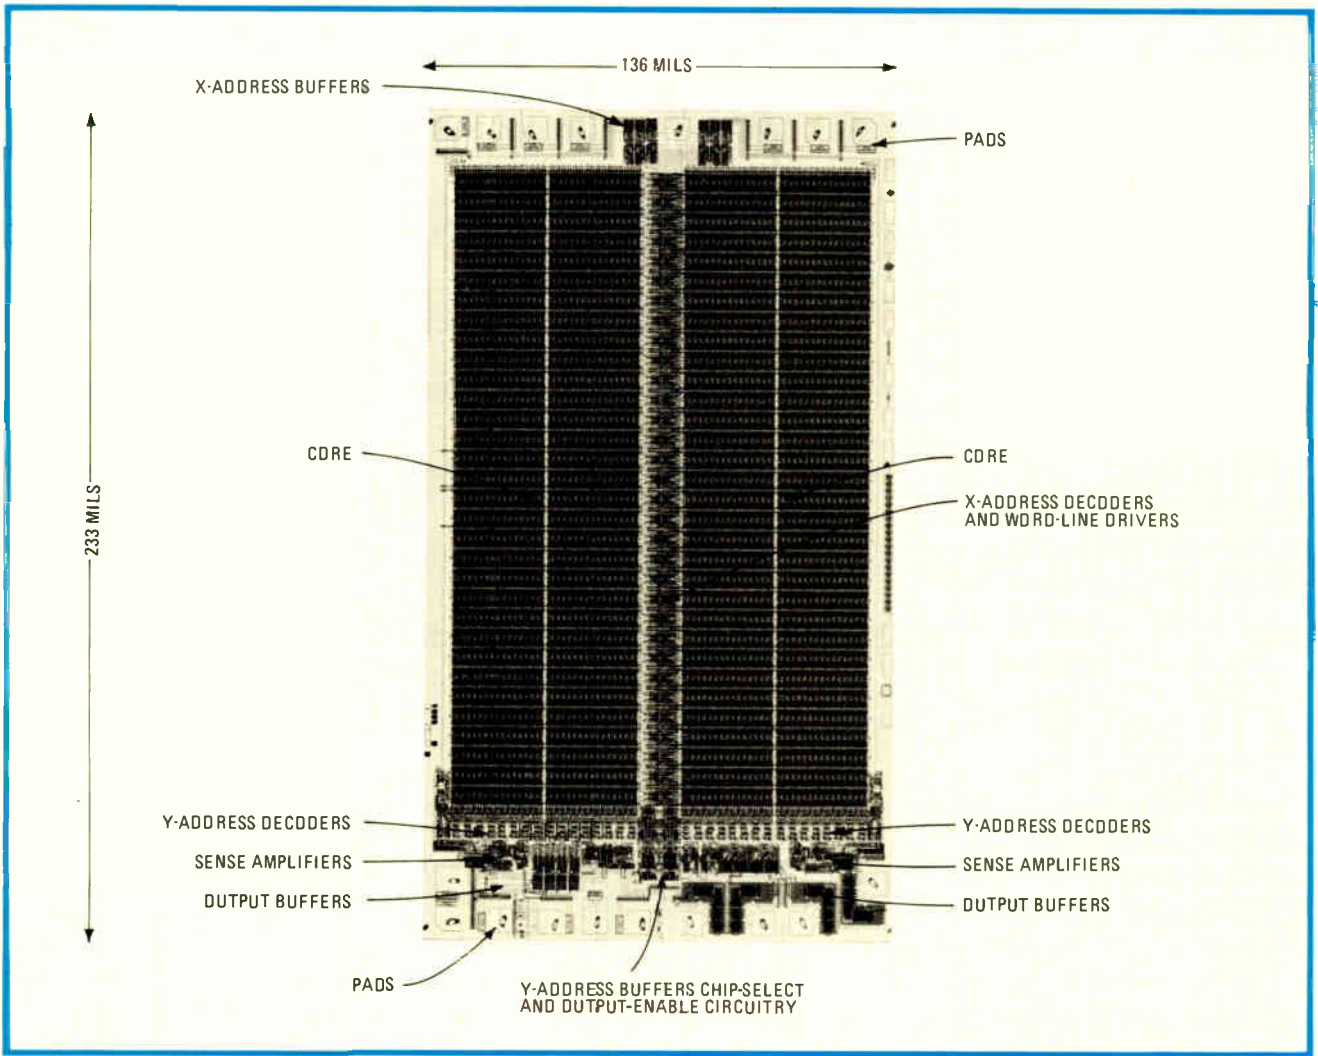 136 MILS
X-ADDRESS BUFFERS
PADS
233 MILS
CORE
CORE
X-ADDRESS DECODERS
AND WORD-LINE DRIVERS
Y-ADDRESS DECODERS
Y-ADDRESS DECODERS
SENSE AMPLIFIERS
SENSE AMPLIFIERS
OUTPUT BUFFERS
OUTPUT BUFFERS
PADS
Y-ADDRESS BUFFERS CHIP-SELECT
AND OUTPUT-ENABLE CIRCUITRY